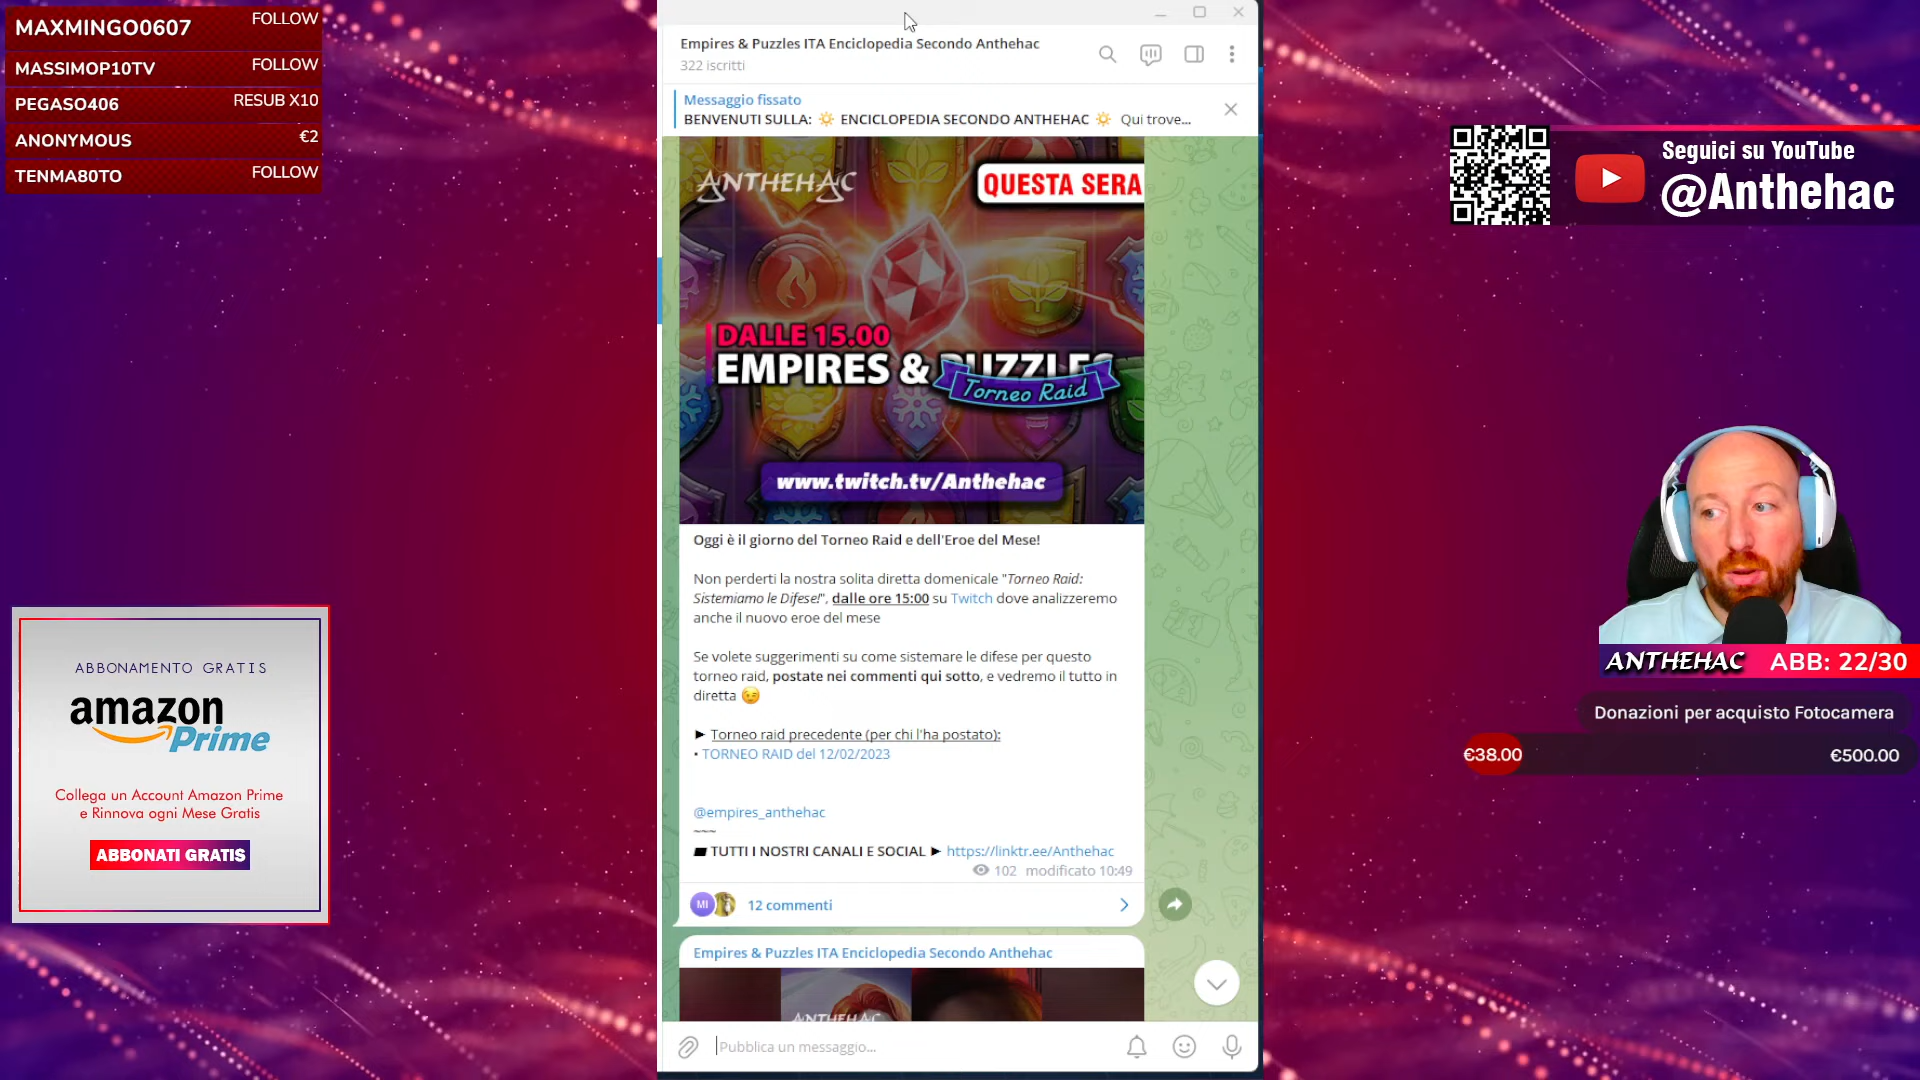 MAXMINGO0607 FOLLOW
MASSIMOP10TV FOLLOW
PEGASO406 RESUB X10
ANONYMOUS €2
TENMA80TO FOLLOW
Empires & Puzzles ITA Enciclopedia Secondo Anthehac
322 iscritti
Messaggio fissato
BENVENUTI SULLA: ☀ ENCICLOPEDIA SECONDO ANTHEHAC ☀ Qui trove...
ANTHEHAC
QUESTA SERA
DALLE 15.00
EMPIRES & PUZZLES
Torneo Raid
www.twitch.tv/Anthehac
Oggi è il giorno del Torneo Raid e dell'Eroe del Mese!
Non perderti la nostra solita diretta domenicale "Torneo Raid:
Sistemiamo le Difese!", dalle ore 15:00 su Twitch dove analizzeremo
anche il nuovo eroe del mese
Se volete suggerimenti su come sistemare le difese per questo
torneo raid, postate nei commenti qui sotto, e vedremo il tutto in
diretta 😉
► Torneo raid precedente (per chi l'ha postato):
• TORNEO RAID del 12/02/2023
@empires_anthehac
~~~
TUTTI I NOSTRI CANALI E SOCIAL ► https://linktr.ee/Anthehac
102 modificato 10:49
MI
12 commenti
Empires & Puzzles ITA Enciclopedia Secondo Anthehac
ANTHEHAC
Pubblica un messaggio...
Seguici su YouTube
@Anthehac
ANTHEHAC ABB: 22/30
Donazioni per acquisto Fotocamera
€38.00 €500.00
ABBONAMENTO GRATIS
amazon
Prime
Collega un Account Amazon Prime
e Rinnova ogni Mese Gratis
ABBONATI GRATIS